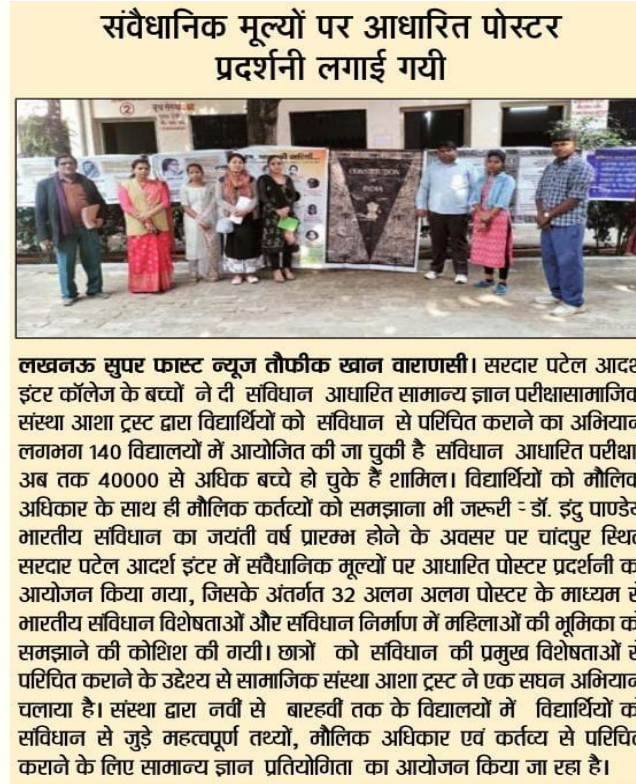 संवैधानिक मूल्यों पर आधारित पोस्टर
प्रदर्शनी लगाई गयी
2
CONSTITUTION
INDIA
लखनऊ सुपर फास्ट न्यूज तौफीक खान वाराणसी। सरदार पटेल आदर्श
इंटर कॉलेज के बच्चों ने दी संविधान आधारित सामान्य ज्ञान परीक्षासामाजिक
संस्था आशा ट्रस्ट द्वारा विद्यार्थियों को संविधान से परिचित कराने का अभियान
लगभग 140 विद्यालयों में आयोजित की जा चुकी है संविधान आधारित परीक्षा
अब तक 40000 से अधिक बच्चे हो चुके हैं शामिल। विद्यार्थियों को मौलिक
अधिकार के साथ ही मौलिक कर्तव्यों को समझाना भी जरूरी - डॉ. इंदु पाण्डेय
भारतीय संविधान का जयंती वर्ष प्रारम्भ होने के अवसर पर चांदपुर स्थित
सरदार पटेल आदर्श इंटर में संवैधानिक मूल्यों पर आधारित पोस्टर प्रदर्शनी का
आयोजन किया गया, जिसके अंतर्गत 32 अलग अलग पोस्टर के माध्यम से
भारतीय संविधान विशेषताओं और संविधान निर्माण में महिलाओं की भूमिका को
समझाने की कोशिश की गयी। छात्रों को संविधान की प्रमुख विशेषताओं से
परिचित कराने के उद्देश्य से सामाजिक संस्था आशा ट्रस्ट ने एक सघन अभियान
चलाया है। संस्था द्वारा नवीं से बारहवीं तक के विद्यालयों में विद्यार्थियों को
संविधान से जुड़े महत्वपूर्ण तथ्यों, मौलिक अधिकार एवं कर्तव्य से परिचित
कराने के लिए सामान्य ज्ञान प्रतियोगिता का आयोजन किया जा रहा है।